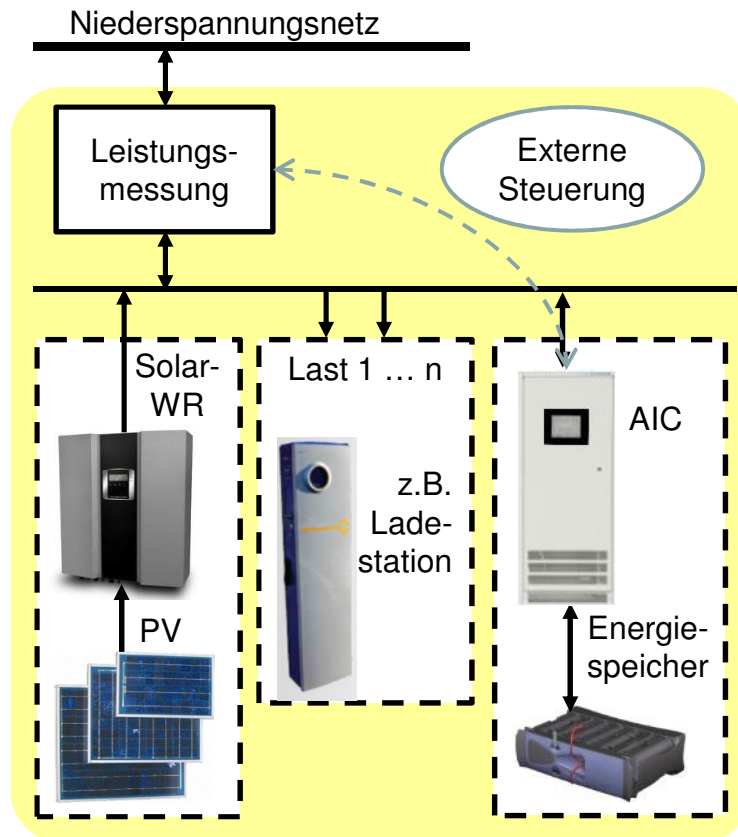 Niederspannungsnetz
Leistungs-
messung
Externe
Steuerung
Solar-
WR
PV
Last 1 ... n
z.B.
Lade-
station
AIC
Energie-
speicher